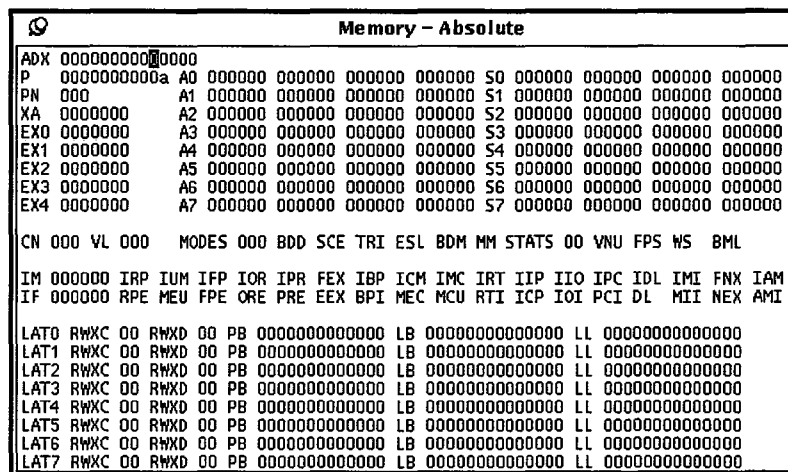 Memory – Absolute
ADX 000000000000000
P 0000000000a A0 000000 000000 000000 000000 S0 000000 000000 000000 000000
PN 000 A1 000000 000000 000000 000000 S1 000000 000000 000000 000000
XA 0000000 A2 000000 000000 000000 000000 S2 000000 000000 000000 000000
EX0 0000000 A3 000000 000000 000000 000000 S3 000000 000000 000000 000000
EX1 0000000 A4 000000 000000 000000 000000 S4 000000 000000 000000 000000
EX2 0000000 A5 000000 000000 000000 000000 S5 000000 000000 000000 000000
EX3 0000000 A6 000000 000000 000000 000000 S6 000000 000000 000000 000000
EX4 0000000 A7 000000 000000 000000 000000 S7 000000 000000 000000 000000
CN 000 VL 000 MODES 000 BDD SCE TRI ESL BDM MM STATS 00 VNU FPS WS BML
IM 000000 IRP IUM IFP IOR IPR FEX IBP ICM IMC IRT IIP IIO IPC IDL IMI FNX IAM
IF 000000 RPE MEU FPE ORE PRE EEX BPI MEC MCU RTI ICP IOI PCI DL MII NEX AMI
LAT0 RWXC 00 RWXD 00 PB 0000000000000 LB 00000000000000 LL 00000000000000
LAT1 RWXC 00 RWXD 00 PB 0000000000000 LB 00000000000000 LL 00000000000000
LAT2 RWXC 00 RWXD 00 PB 0000000000000 LB 00000000000000 LL 00000000000000
LAT3 RWXC 00 RWXD 00 PB 0000000000000 LB 00000000000000 LL 00000000000000
LAT4 RWXC 00 RWXD 00 PB 0000000000000 LB 00000000000000 LL 00000000000000
LAT5 RWXC 00 RWXD 00 PB 0000000000000 LB 00000000000000 LL 00000000000000
LAT6 RWXC 00 RWXD 00 PB 0000000000000 LB 00000000000000 LL 00000000000000
LAT7 RWXC 00 RWXD 00 PB 0000000000000 LB 00000000000000 LL 00000000000000